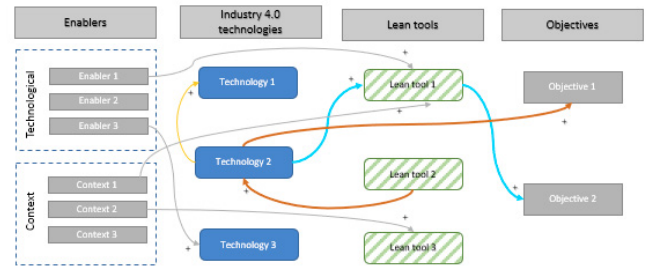 Enablers
Industry 4.0
technologies
Lean tools
Objectives
Technological
Enabler 1
Enabler 2
Enabler 3
Context
Context 1
Context 2
Context 3
Technology 1
Technology 2
Technology 3
Lean tool 1
Lean tool 2
Lean tool 3
Objective 1
Objective 2
+
+
+
+
+
+
+
+
+